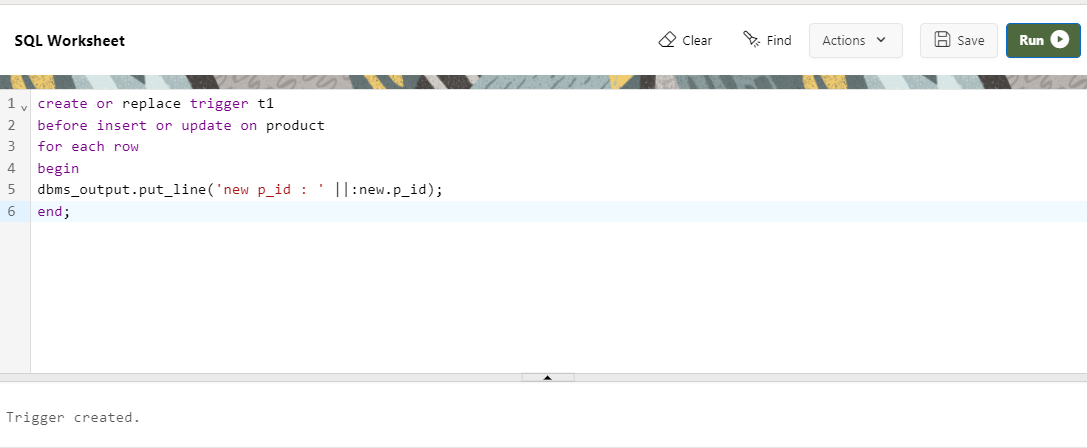 SQL Worksheet
Clear
Find
Actions
Save
Run
1 create or replace trigger t1
2 before insert or update on product
3 for each row
4 begin
5 dbms_output.put_line('new p_id : ' ||:new.p_id);
6 end;
Trigger created.